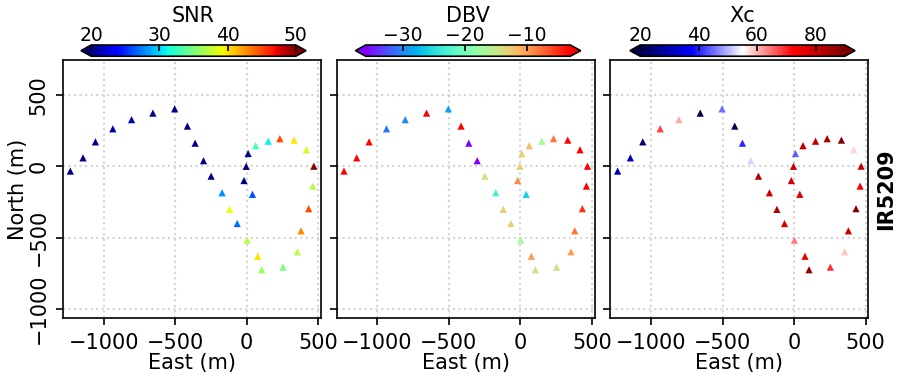 SNR DBV Xc
20 30 40 50 −30 −20 −10 20 40 60 80
500
0
−500
−1000
North (m)
IR5209
−1000 −500 0 500 −1000 −500 0 500 −1000 −500 0 500
East (m) East (m) East (m)